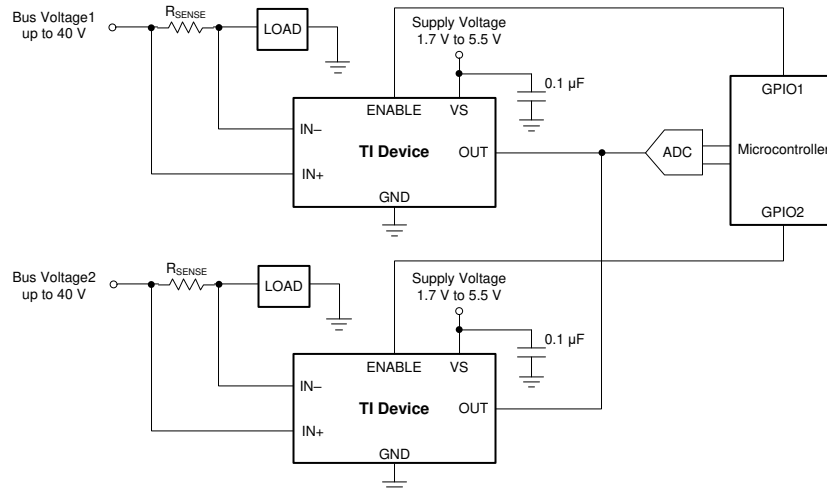 Bus Voltage1
up to 40 V
RSENSE
LOAD
Supply Voltage
1.7 V to 5.5 V
0.1 µF
ENABLE
VS
IN–
TI Device
OUT
IN+
GND
ADC
GPIO1
Microcontroller
GPIO2
Bus Voltage2
up to 40 V
RSENSE
LOAD
Supply Voltage
1.7 V to 5.5 V
0.1 µF
ENABLE
VS
IN–
TI Device
OUT
IN+
GND